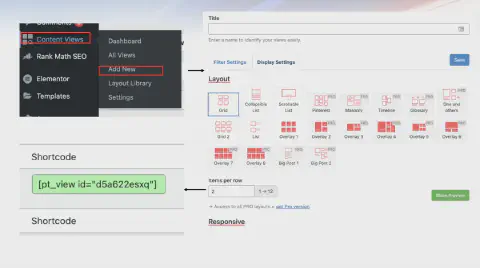 Content Views
Rank Math SEO
Elementor
Templates
Dashboard
All Views
Add New
Layout Library
Settings
Shortcode
[pt_view id="d5a622esxq"]
Shortcode
Title
Enter a name to identify your views easily
Filter Settings
Display Settings
Save
Layout
Grid
Collapsible List
Scrollable List
Pinterest
Masonry
Timeline
Glossary
One and others
Grid 2
List
Overlay 1
Overlay 2
Overlay 3
Overlay 4
Overlay 5
Overlay 6
Overlay 7
Overlay 8
Big Post 1
Big Post 2
Items per row
2
1 -> 12
Responsive